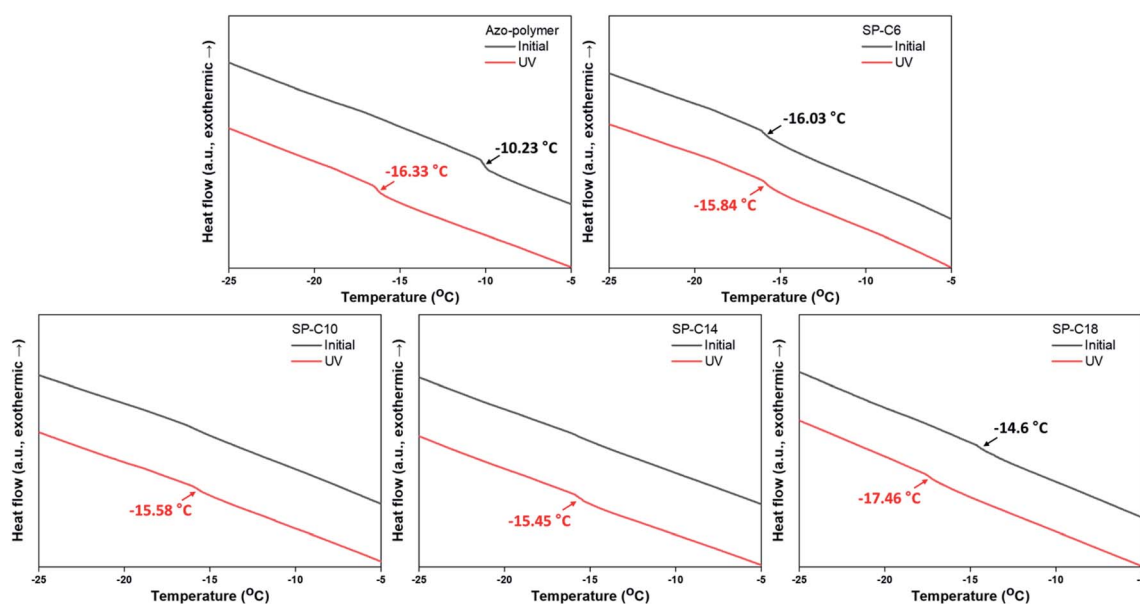 Azo-polymer
Initial
UV
-10.23 °C
-16.33 °C
Heat flow (a.u., exothermic →)
-25 -20 -15 -10 -5
Temperature (°C)
SP-C6
Initial
UV
-16.03 °C
-15.84 °C
Heat flow (a.u., exothermic →)
-25 -20 -15 -10 -5
Temperature (°C)
SP-C10
Initial
UV
-15.58 °C
Heat flow (a.u., exothermic →)
-25 -20 -15 -10 -5
Temperature (°C)
SP-C14
Initial
UV
-15.45 °C
Heat flow (a.u., exothermic →)
-25 -20 -15 -10 -5
Temperature (°C)
SP-C18
Initial
UV
-14.6 °C
-17.46 °C
Heat flow (a.u., exothermic →)
-25 -20 -15 -10 -5
Temperature (°C)